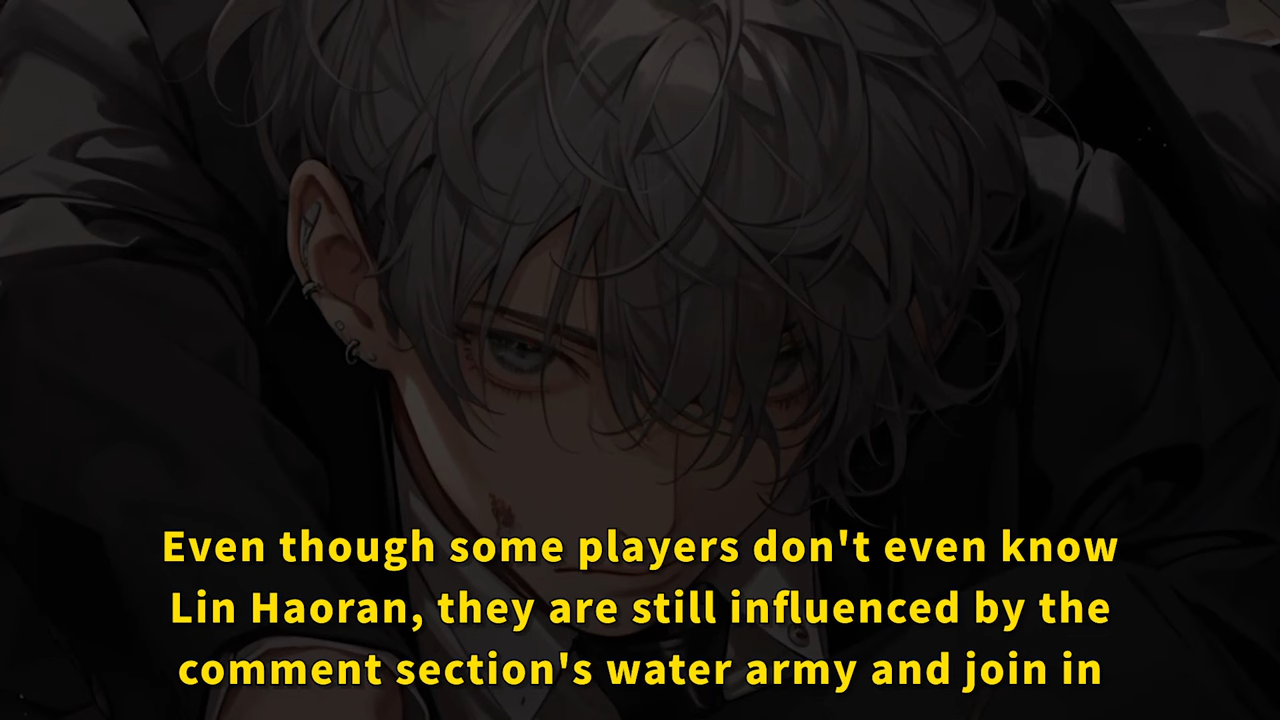 Even though some players don't even know
Lin Haoran, they are still influenced by the
comment section's water army and join in